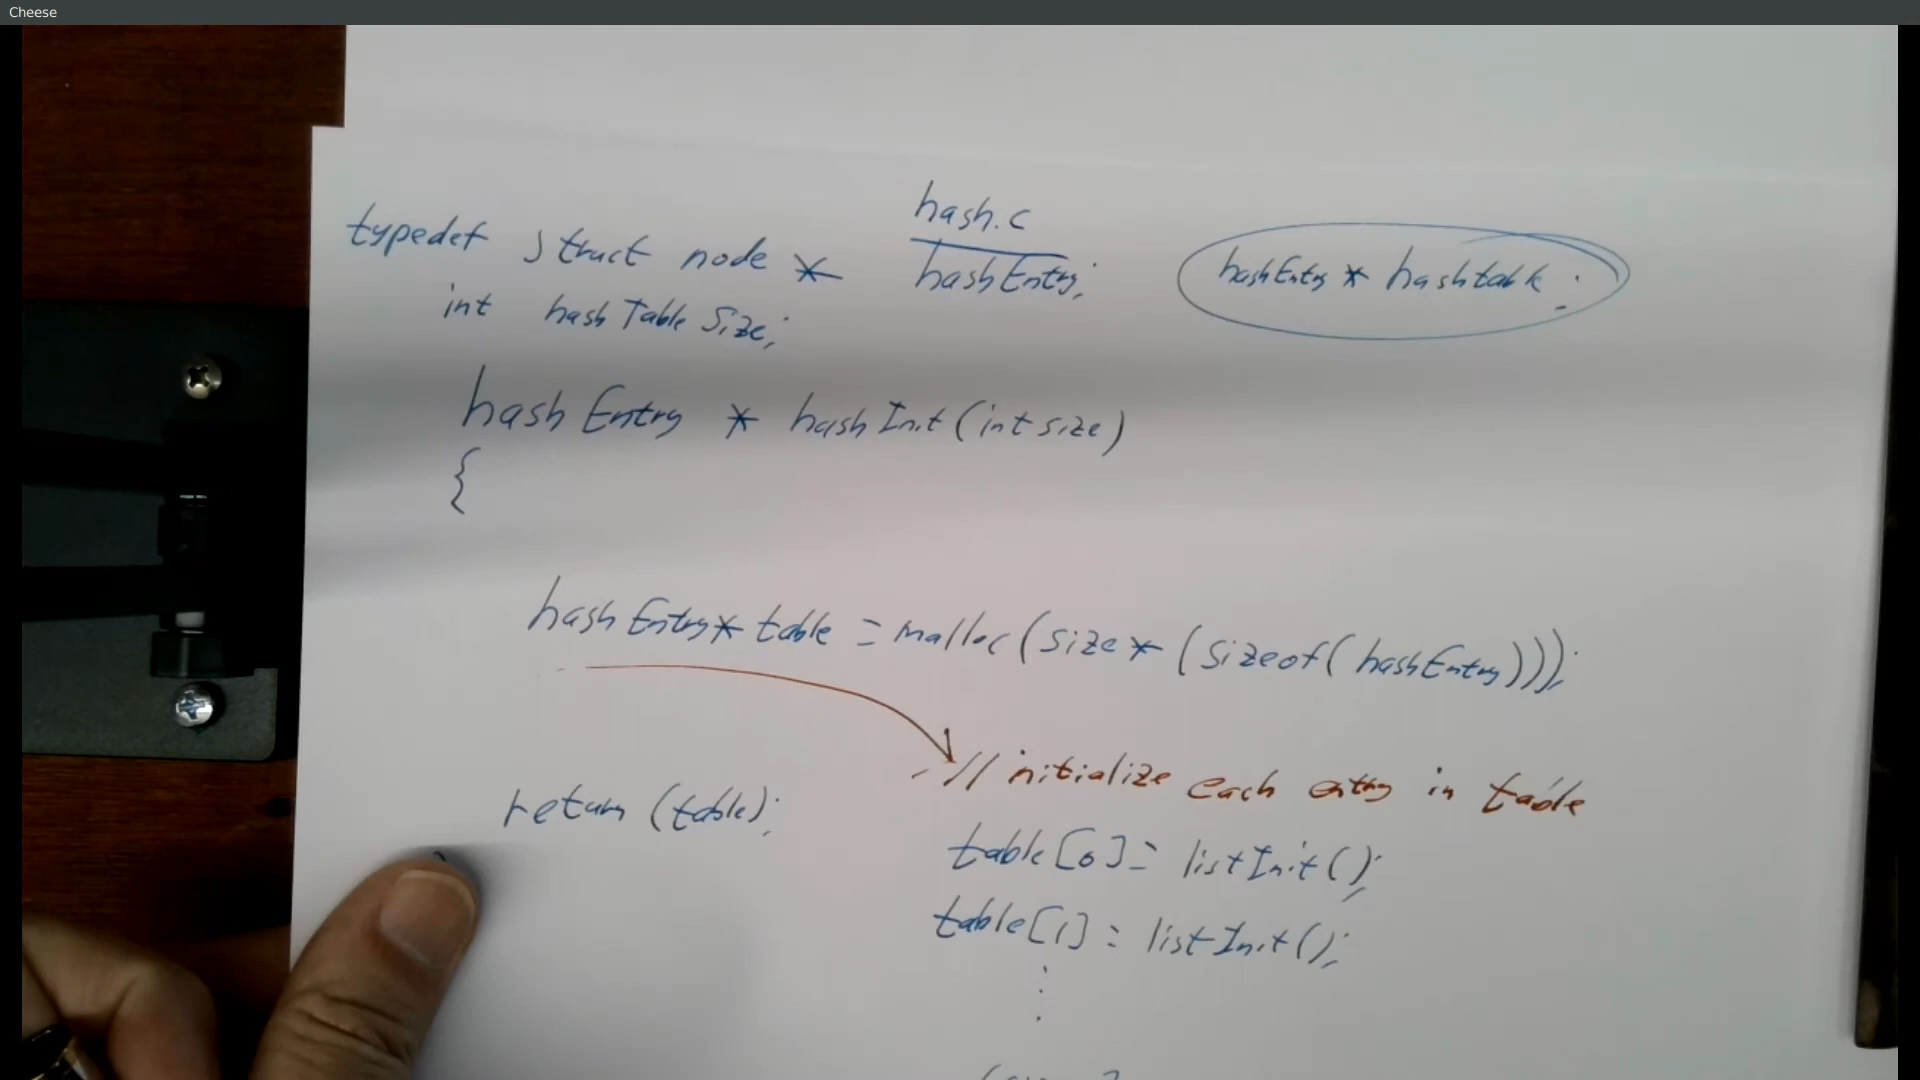 Cheese
hash.c
typedef struct node * hashEntry;
hashEntry * hashtable;
int hashTableSize;
hashEntry * hashInit(int size)
{
hashEntry* table = malloc(size * (sizeof(hashEntry)));
// initialize each entry in table
return (table);
table[0] = listInit();
table[1] = listInit();